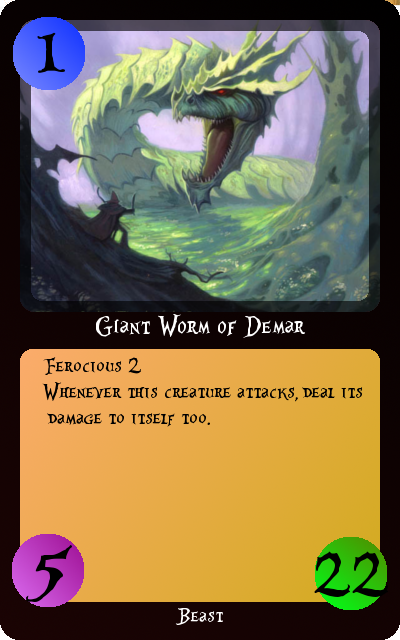 1
Giant Worm of Demar
Ferocious 2
Whenever this creature attacks, deal its
damage to itself too.
5
22
Beast